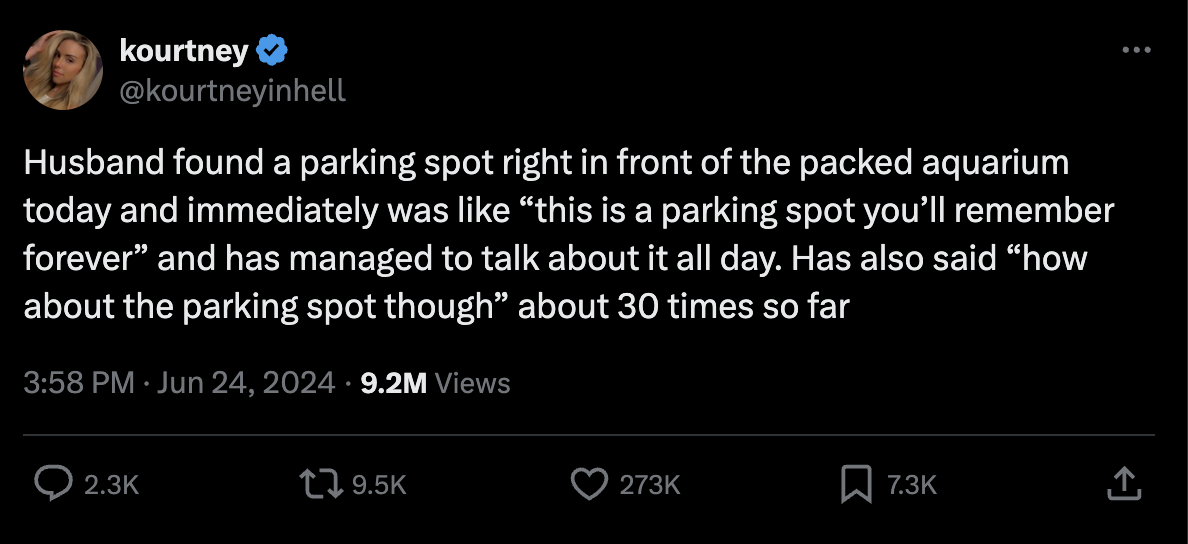 kourtney
@kourtneyinhell
Husband found a parking spot right in front of the packed aquarium
today and immediately was like “this is a parking spot you’ll remember
forever” and has managed to talk about it all day. Has also said “how
about the parking spot though” about 30 times so far
3:58 PM · Jun 24, 2024 · 9.2M Views
2.3K 9.5K 273K 7.3K